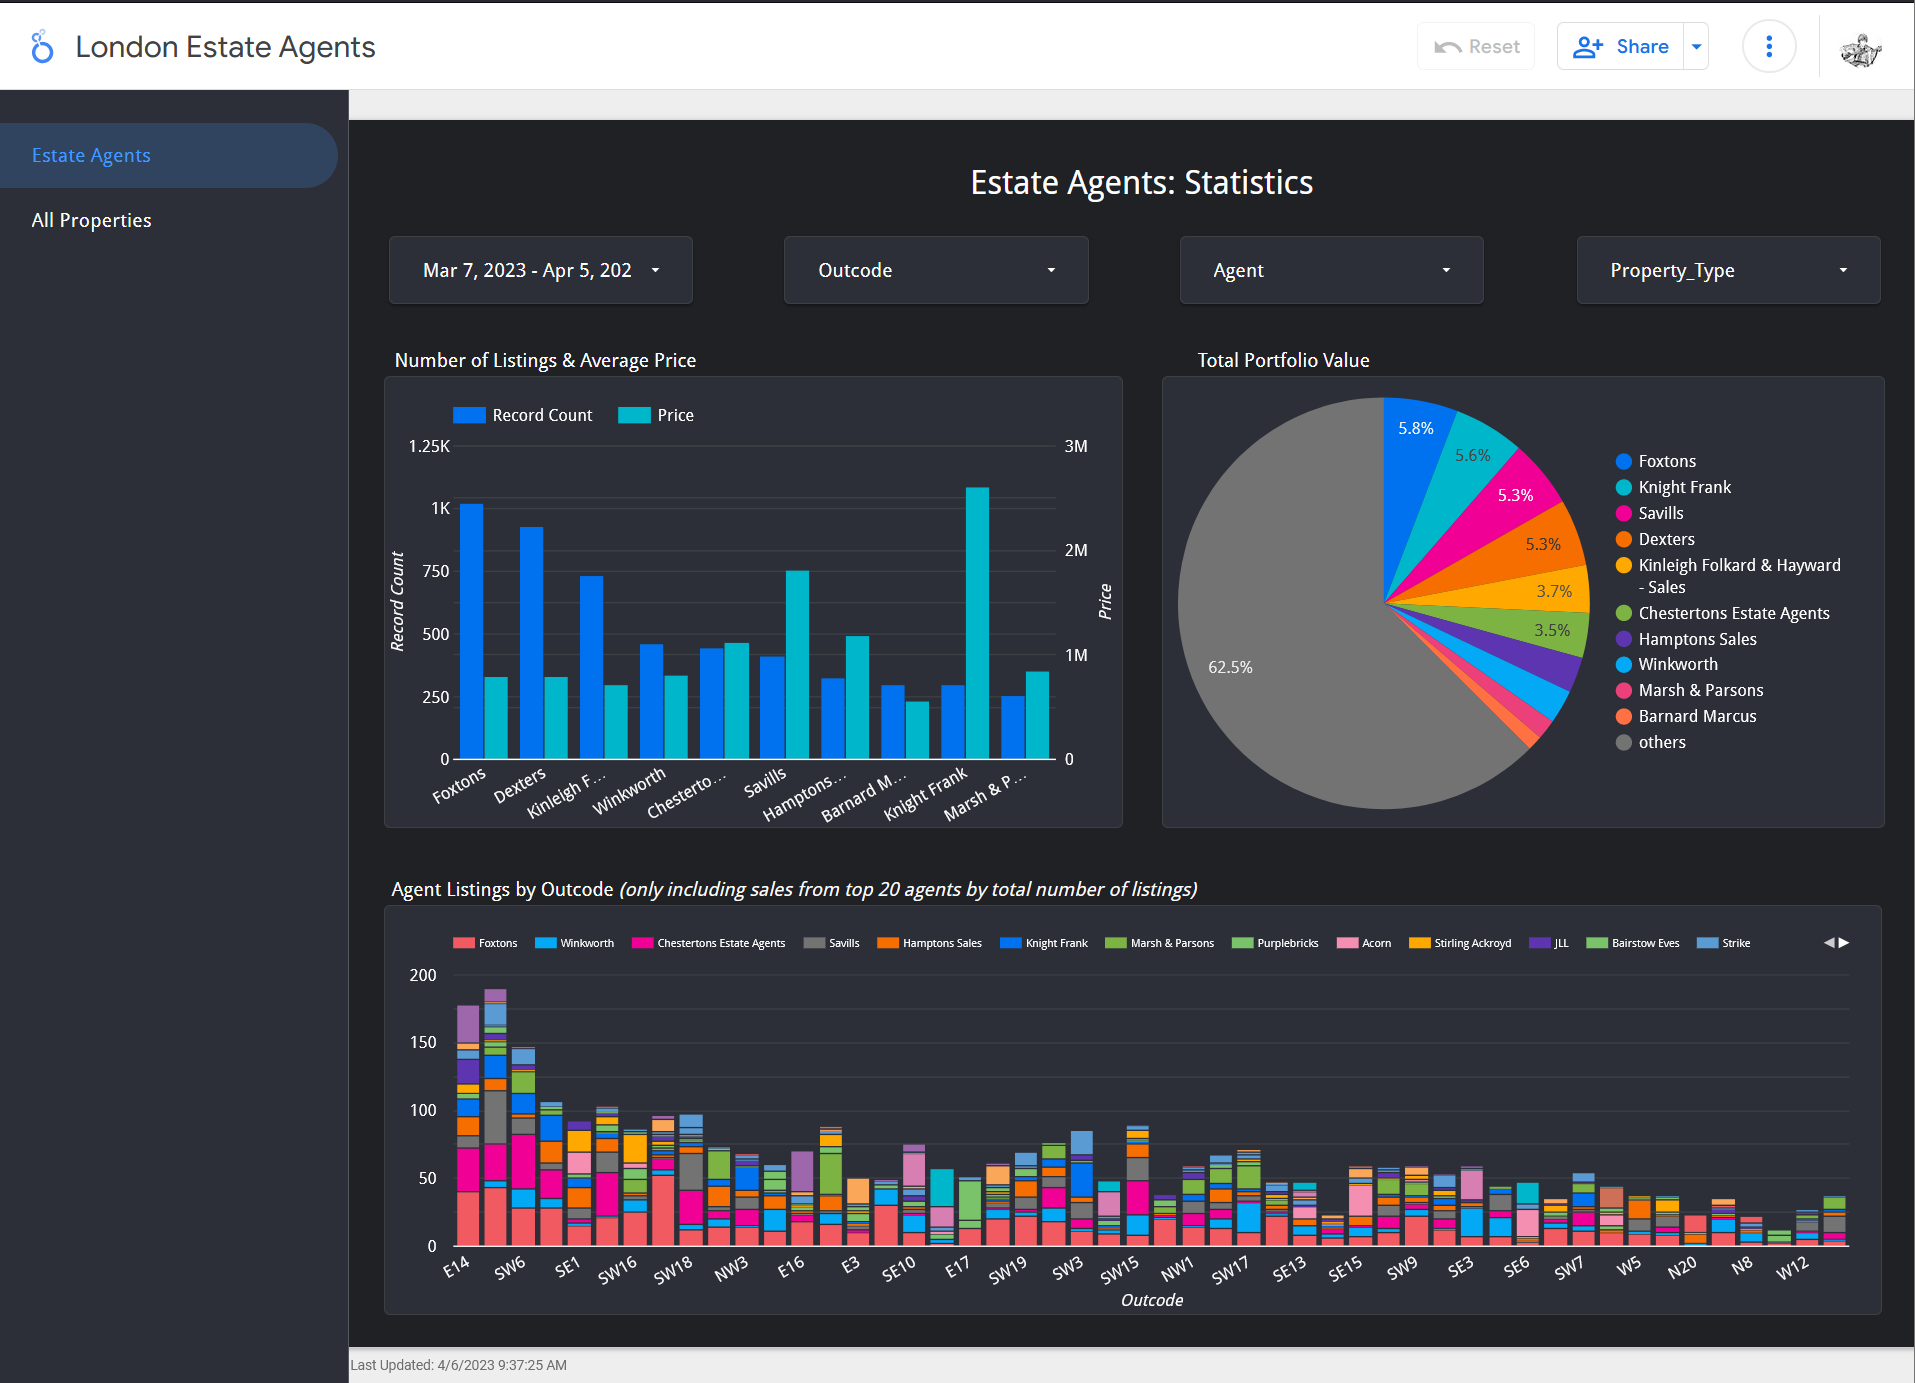 London Estate Agents
Reset
Share
Estate Agents
All Properties
Estate Agents: Statistics
Mar 7, 2023 - Apr 5, 202
Outcode
Agent
Property_Type
Number of Listings & Average Price
Record Count
Price
1.25K
1K
750
500
250
0
3M
2M
1M
0
Record Count
Price
Foxtons
Dexters
Kinleigh F...
Winkworth
Chesterto...
Savills
Hamptons...
Barnard M...
Knight Frank
Marsh & P...
Total Portfolio Value
5.8%
5.6%
5.3%
5.3%
3.7%
3.5%
62.5%
Foxtons
Knight Frank
Savills
Dexters
Kinleigh Folkard & Hayward
- Sales
Chestertons Estate Agents
Hamptons Sales
Winkworth
Marsh & Parsons
Barnard Marcus
others
Agent Listings by Outcode (only including sales from top 20 agents by total number of listings)
Foxtons
Winkworth
Chestertons Estate Agents
Savills
Hamptons Sales
Knight Frank
Marsh & Parsons
Purplebricks
Acorn
Stirling Ackroyd
JLL
Bairstow Eves
Strike
200
150
100
50
0
E14
SW6
SE1
SW16
SW18
NW3
E16
E3
SE10
E17
SW19
SW3
SW15
NW1
SW17
SE13
SE15
SW9
SE3
SE6
SW7
W5
N20
N8
W12
Outcode
Last Updated: 4/6/2023 9:37:25 AM